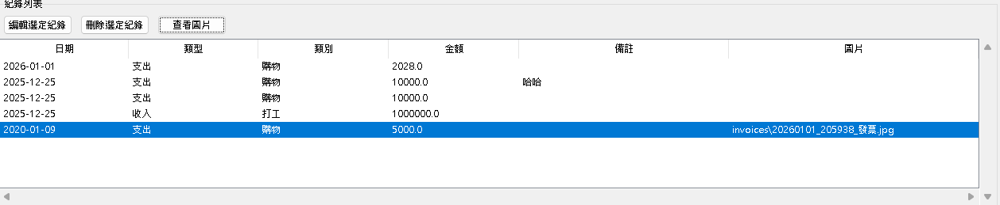 紀錄列表
編輯選定紀錄 刪除選定紀錄 查看圖片
日期 類型 類別 金額 備註 圖片
2026-01-01 支出 購物 2028.0
2025-12-25 支出 購物 10000.0 哈哈
2025-12-25 支出 購物 10000.0
2025-12-25 收入 打工 1000000.0
2020-01-09 支出 購物 5000.0 invoices\20260101_205938_發票.jpg